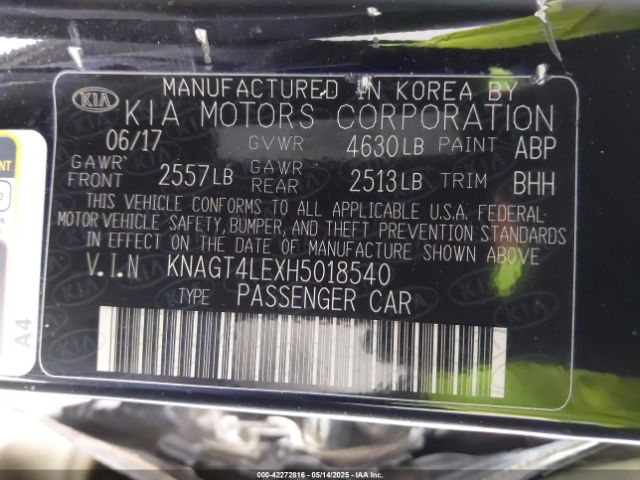 MANUFACTURED IN KOREA BY
KIA KIA MOTORS CORPORATION
06/17 GVWR 4630LB PAINT ABP
GAWR FRONT 2557LB GAWR REAR 2513LB TRIM BHH
THIS VEHICLE CONFORMS TO ALL APPLICABLE U.S.A. FEDERAL
MOTOR VEHICLE SAFETY, BUMPER, AND THEFT PREVENTION STANDARDS
IN EFFECT ON THE DATE OF MANUFACTURE SHOWN ABOVE
V.I.N KNAGT4LEXH5018540
TYPE PASSENGER CAR
A4
000-42272816 | 05/14/2025 | IAAI.COM